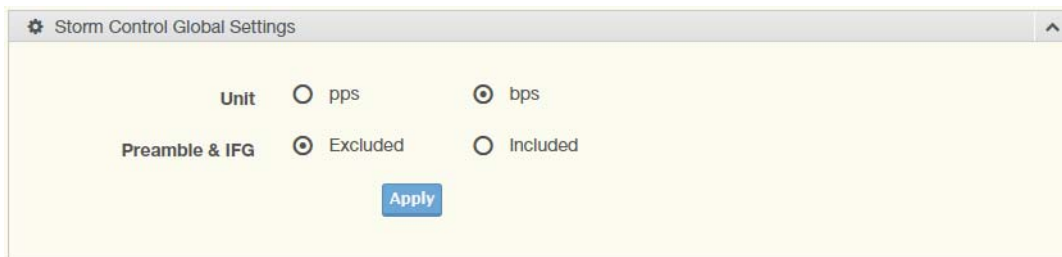 Storm Control Global Settings
Unit pps bps
Preamble & IFG Excluded Included
Apply